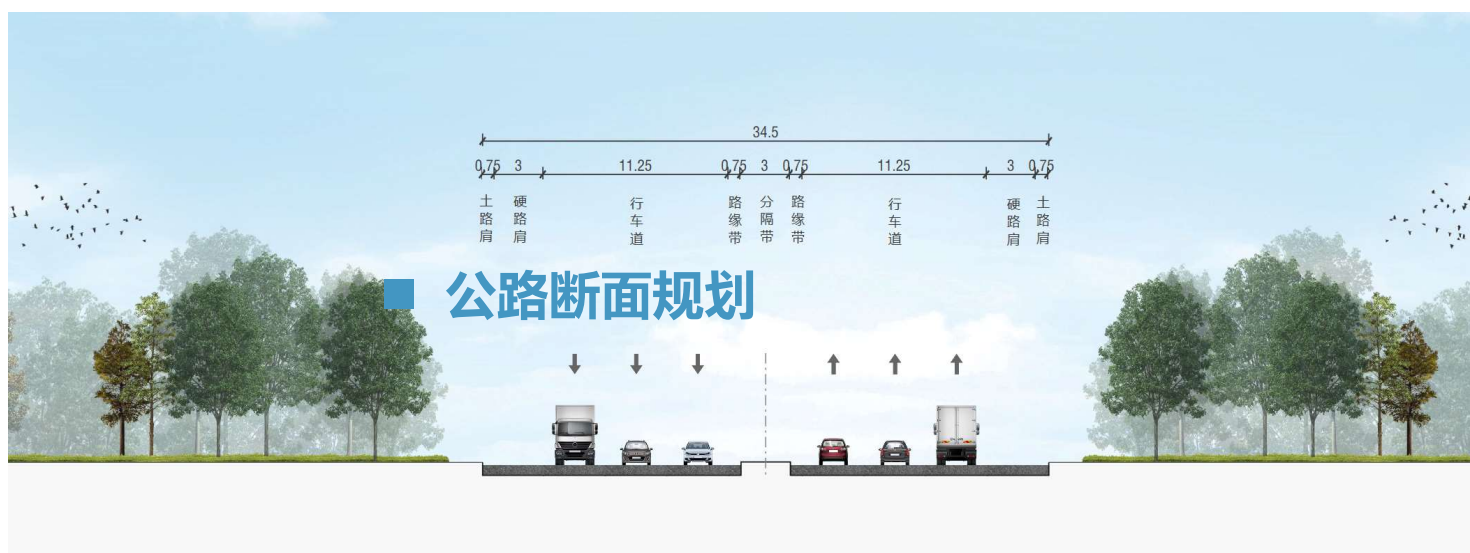 34.5
0.75 3 11.25 0.75 3 0.75 11.25 3 0.75
土路肩 硬路肩 行车道 路缘带 分隔带 路缘带 行车道 硬路肩 土路肩
公路断面规划